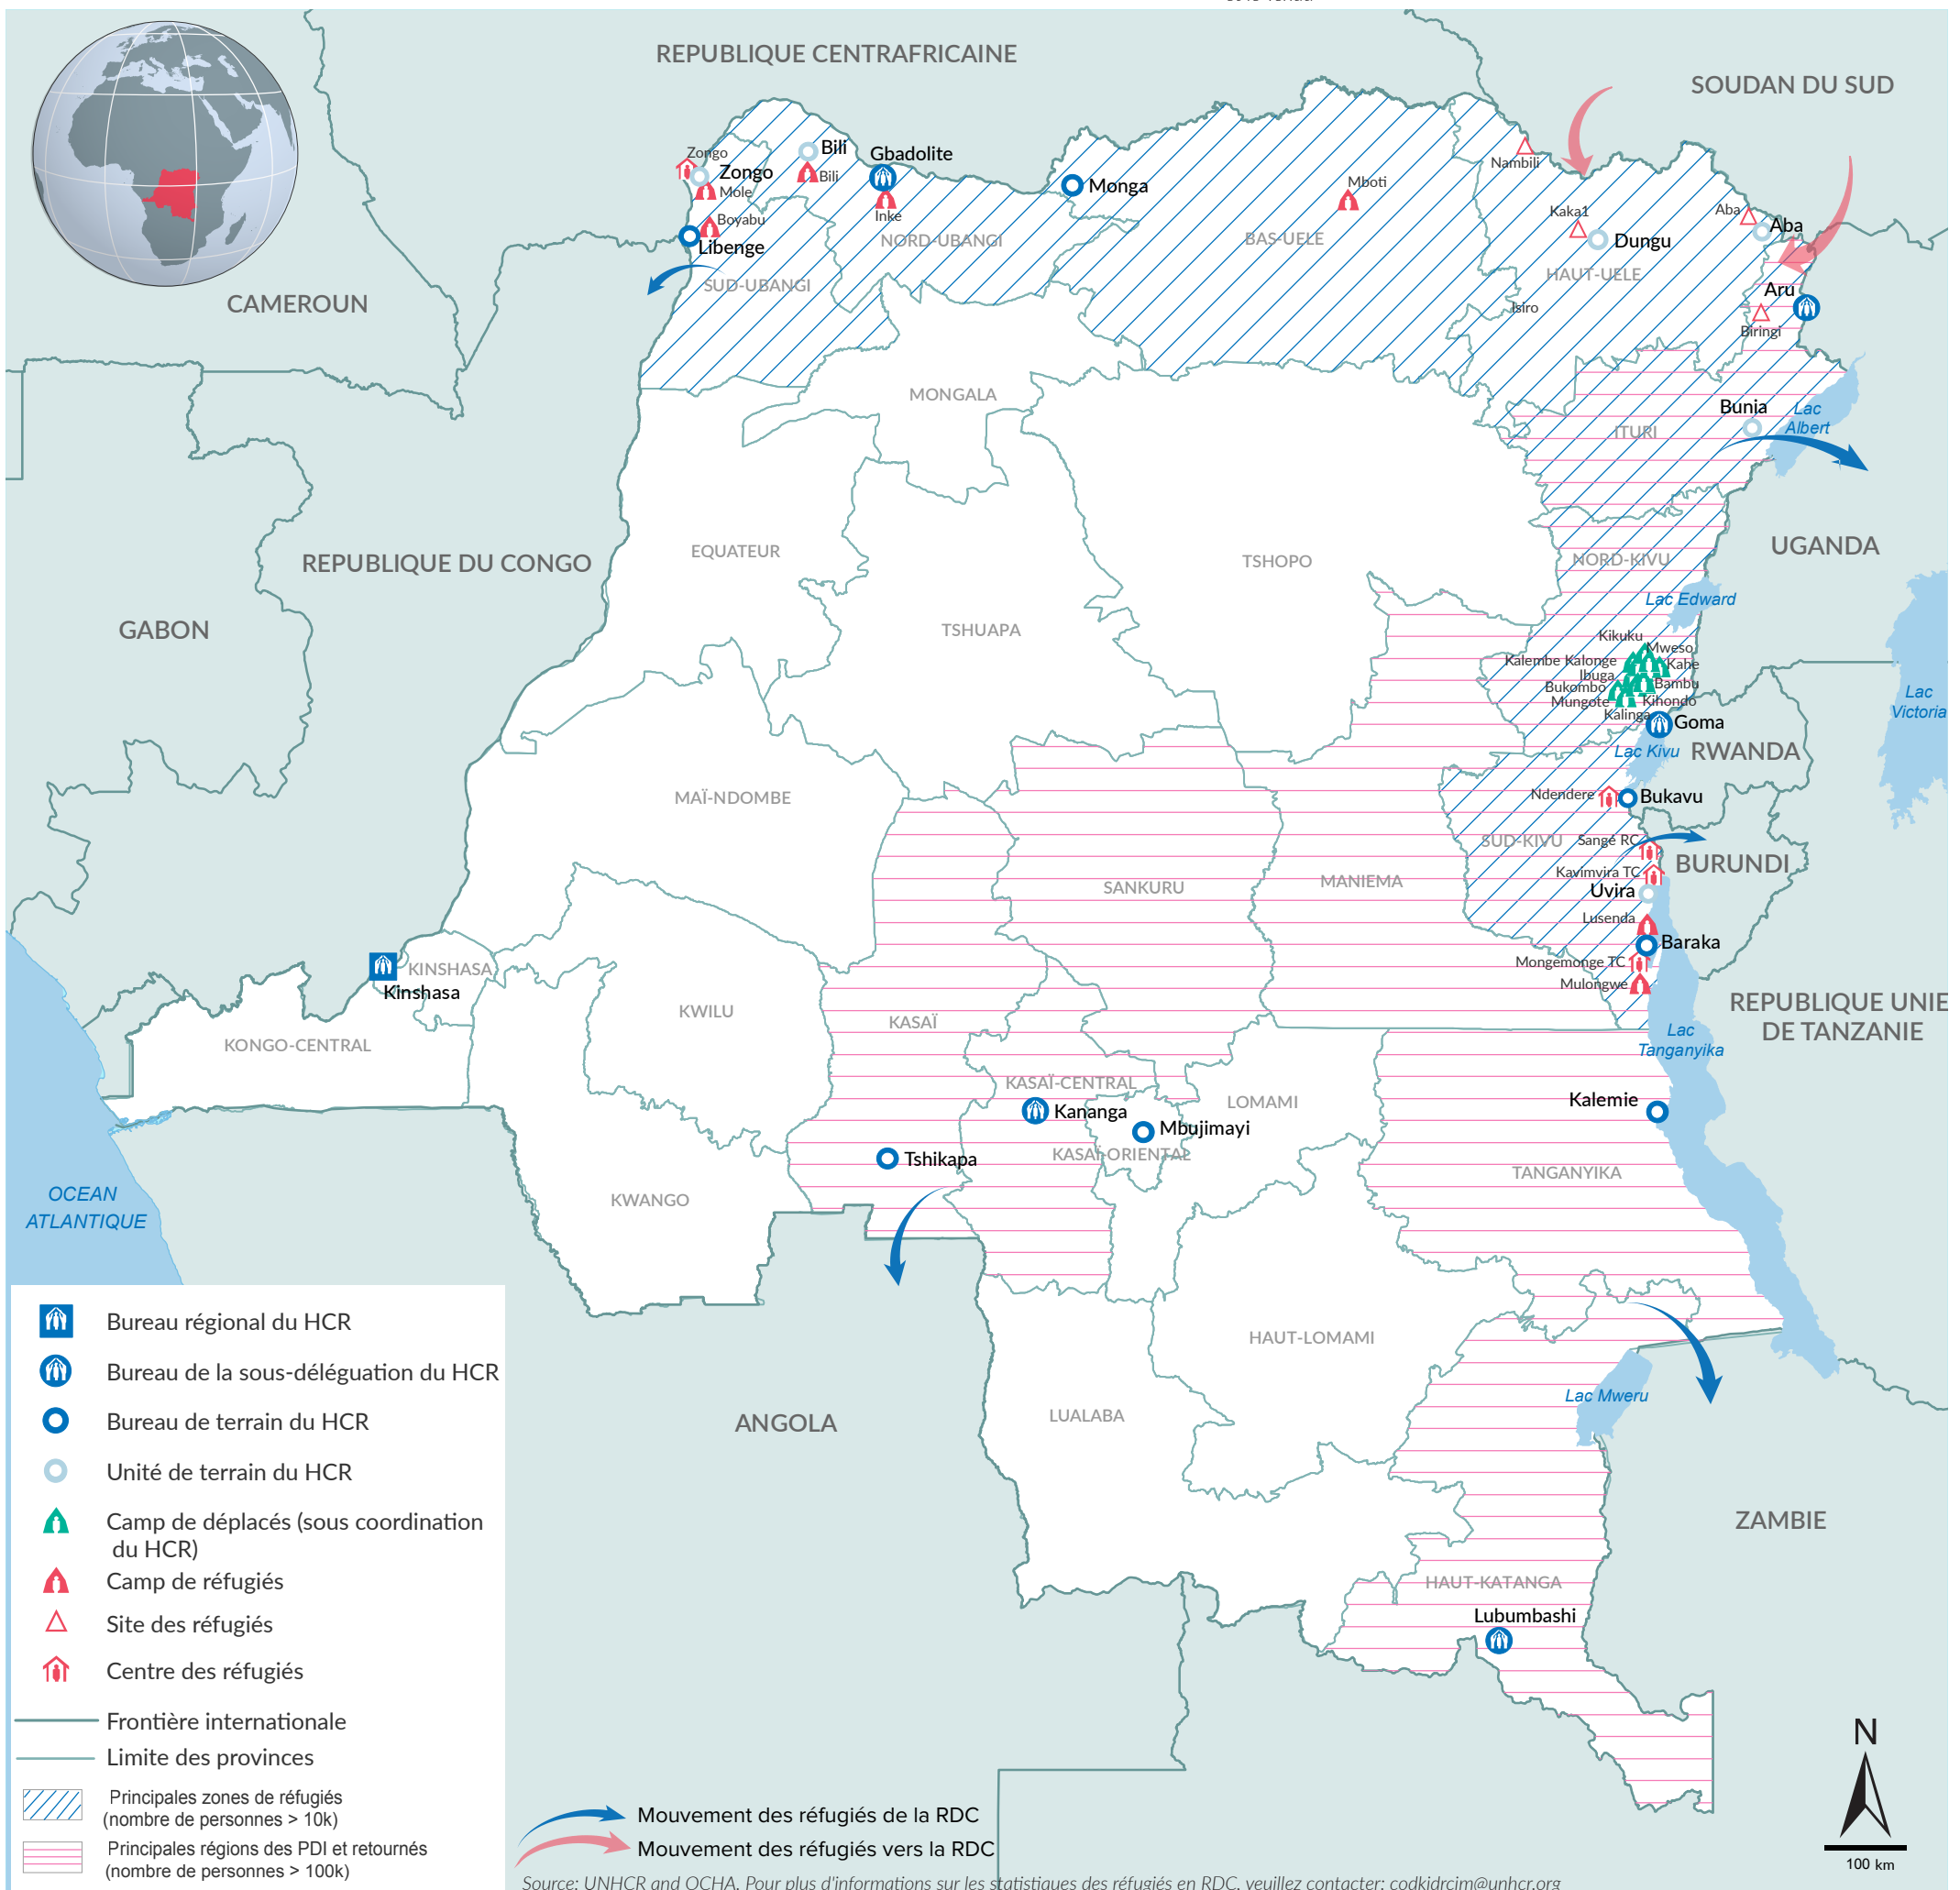 REPUBLIQUE CENTRAFRICAINE
SOUDAN DU SUD
CAMEROUN
REPUBLIQUE DU CONGO
GABON
UGANDA
RWANDA
BURUNDI
REPUBLIQUE UNIE
DE TANZANIE
ANGOLA
ZAMBIE
Zongo
Zongo
Mole
Boyabu
Libenge
Bili
Bili
Gbadolite
Inke
Monga
Mboti
Nambili
Kaka1
Dungu
Aba
Aba
Aru
Biringi
Isiro
NORD-UBANGI
SUD-UBANGI
BAS-UELE
HAUT-UELE
MONGALA
Bunia
Lac
Albert
ITURI
EQUATEUR
TSHOPO
NORD-KIVU
TSHUAPA
Lac Edward
Kikuku
Mweso
Kalembe Kalonge
Kahe
Ibuga
Bukombo
Bambu
Mungote
Kihondo
Kalinga
Goma
Lac Kivu
Lac
Victoria
MAÏ-NDOMBE
Ndendere
Bukavu
SUD-KIVU
Sange RC
Kavimvira TC
Uvira
Lusenda
Baraka
Mongemonge TC
Mulongwe
SANKURU
MANIEMA
KINSHASA
Kinshasa
KONGO-CENTRAL
KWILU
KASAÏ
Lac
Tanganyika
KASAÏ-CENTRAL
Kananga
LOMAMI
Mbujimayi
KASAÏ-ORIENTAL
Kalemie
Tshikapa
TANGANYIKA
KWANGO
OCEAN
ATLANTIQUE
HAUT-LOMAMI
Lac Mweru
LUALABA
HAUT-KATANGA
Lubumbashi
Bureau régional du HCR
Bureau de la sous-déléguation du HCR
Bureau de terrain du HCR
Unité de terrain du HCR
Camp de déplacés (sous coordination
du HCR)
Camp de réfugiés
Site des réfugiés
Centre des réfugiés
Frontière internationale
Limite des provinces
Principales zones de réfugiés
(nombre de personnes > 10k)
Principales régions des PDI et retournés
(nombre de personnes > 100k)
Mouvement des réfugiés de la RDC
Mouvement des réfugiés vers la RDC
N
100 km
Source: UNHCR and OCHA. Pour plus d'informations sur les statistiques des réfugiés en RDC, veuillez contacter: codkidrcim@unhcr.org